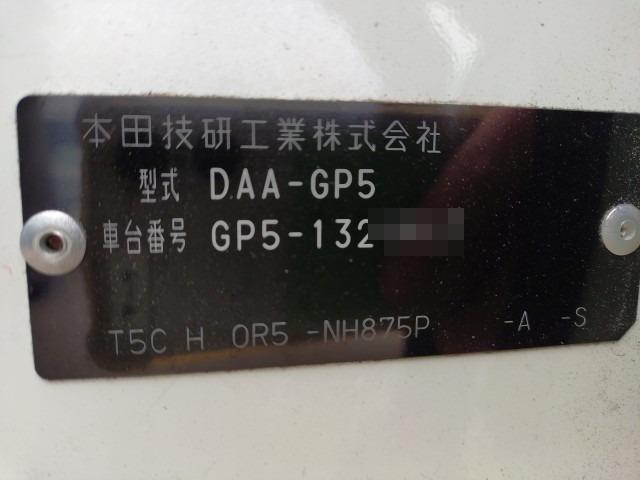 本田技研工業株式会社
型式 DAA-GP5
車台番号 GP5-132
T5C H 0R5 -NH875P -A -S